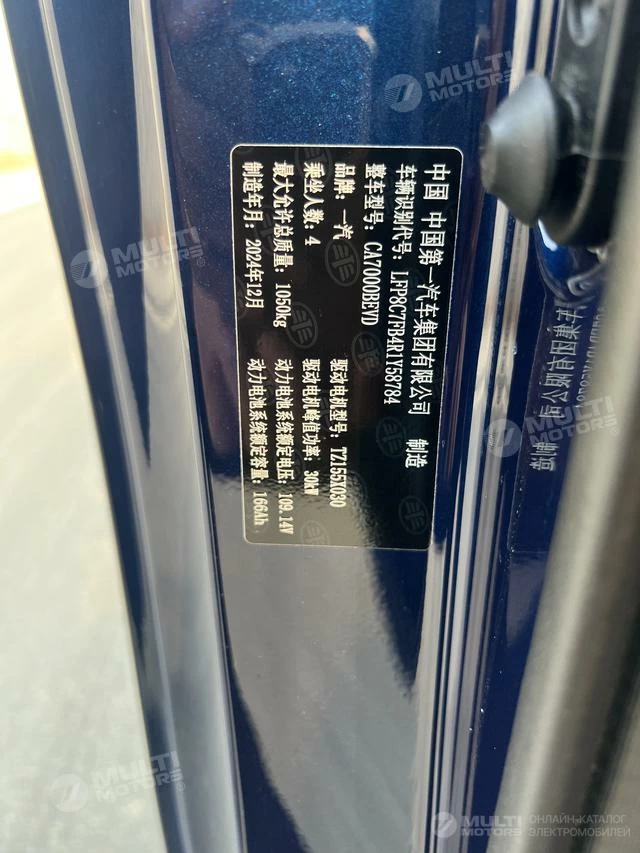 中国 中国第一汽车集团有限公司 制造
车辆识别代号：LFP8C7FB4R1758784
整车型号：CA7000BEVD
品牌：一汽 驱动电机型号：TZ155X030
乘坐人数：4 驱动电机峰值功率：30kW
最大允许总质量：1050kg 动力电池系统额定电压：109.14V
制造年月：2024年12月 动力电池系统额定容量：166Ah
MULTI MOTORS
MULTI MOTORS
MULTI MOTORS
MULTI MOTORS
MULTI MOTORS
MULTI MOTORS ОНЛАЙН-КАТАЛОГ ЭЛЕКТРОМОБИЛЕЙ